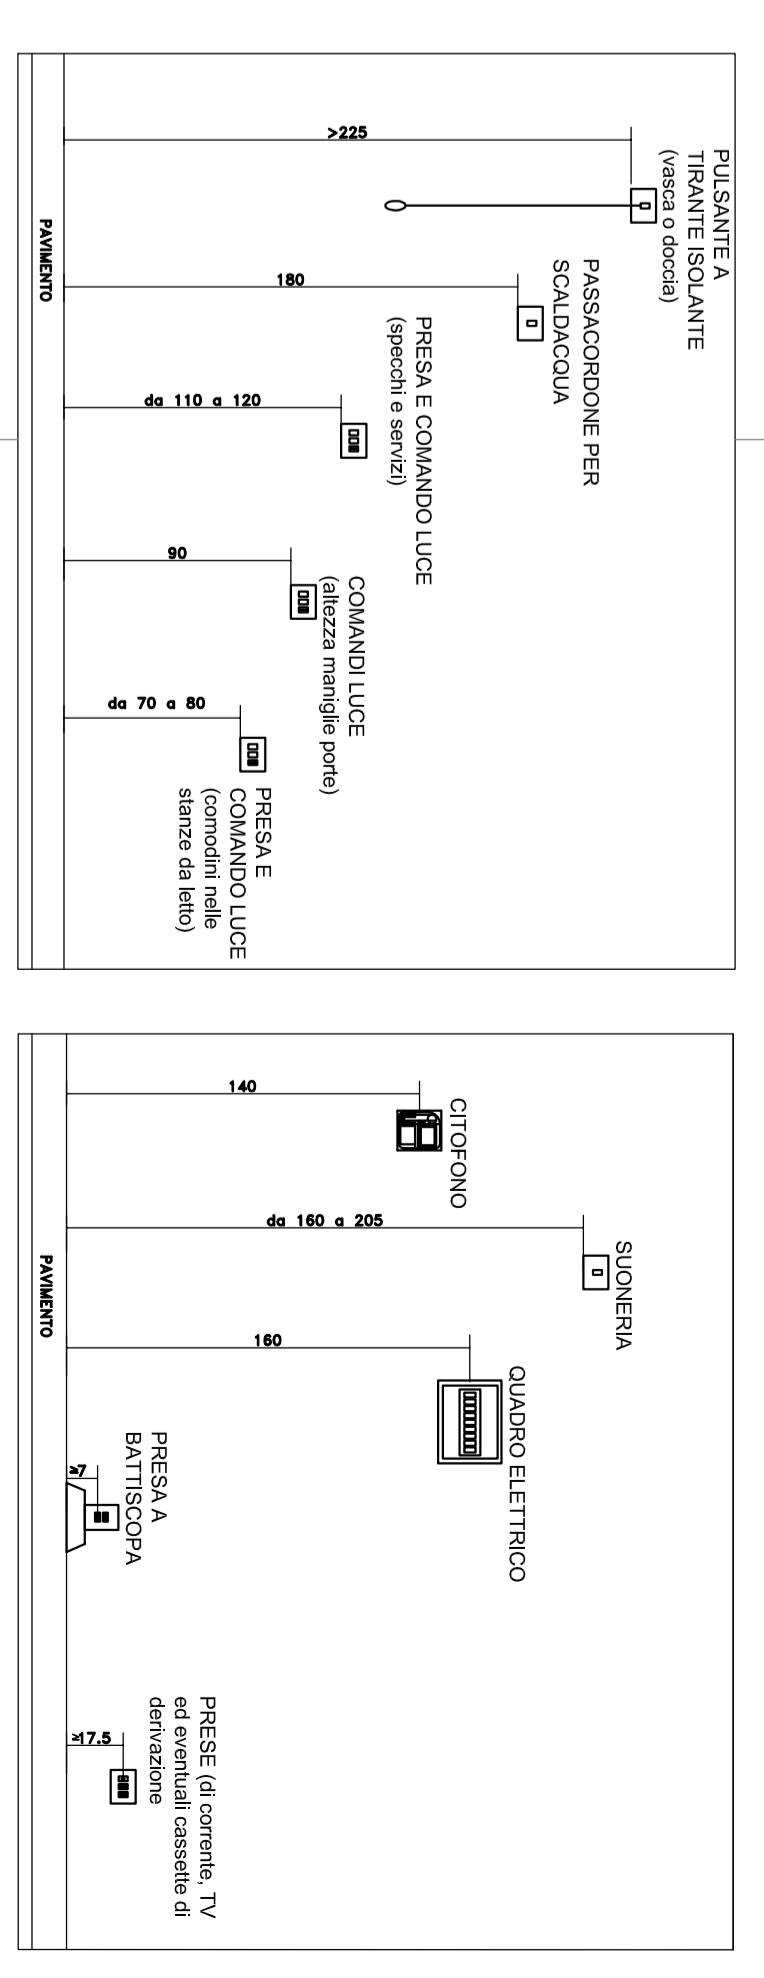 PULSANTE A
TIRANTE ISOLANTE
(vasca o doccia)
>225
PASSACORDONE PER
SCALDACQUA
180
PRESA E COMANDO LUCE
(specchi e servizi)
da 110 a 120
COMANDI LUCE
(altezza maniglie porte)
90
PRESA E
COMANDO LUCE
(comodini nelle
stanze da letto)
da 70 a 80
PAVIMENTO
CITOFONO
140
SUONERIA
da 160 a 205
QUADRO ELETTRICO
160
PRESA A
BATTISCOPA
≥7
PRESE (di corrente, TV
ed eventuali cassette di
derivazione
≥17.5
PAVIMENTO